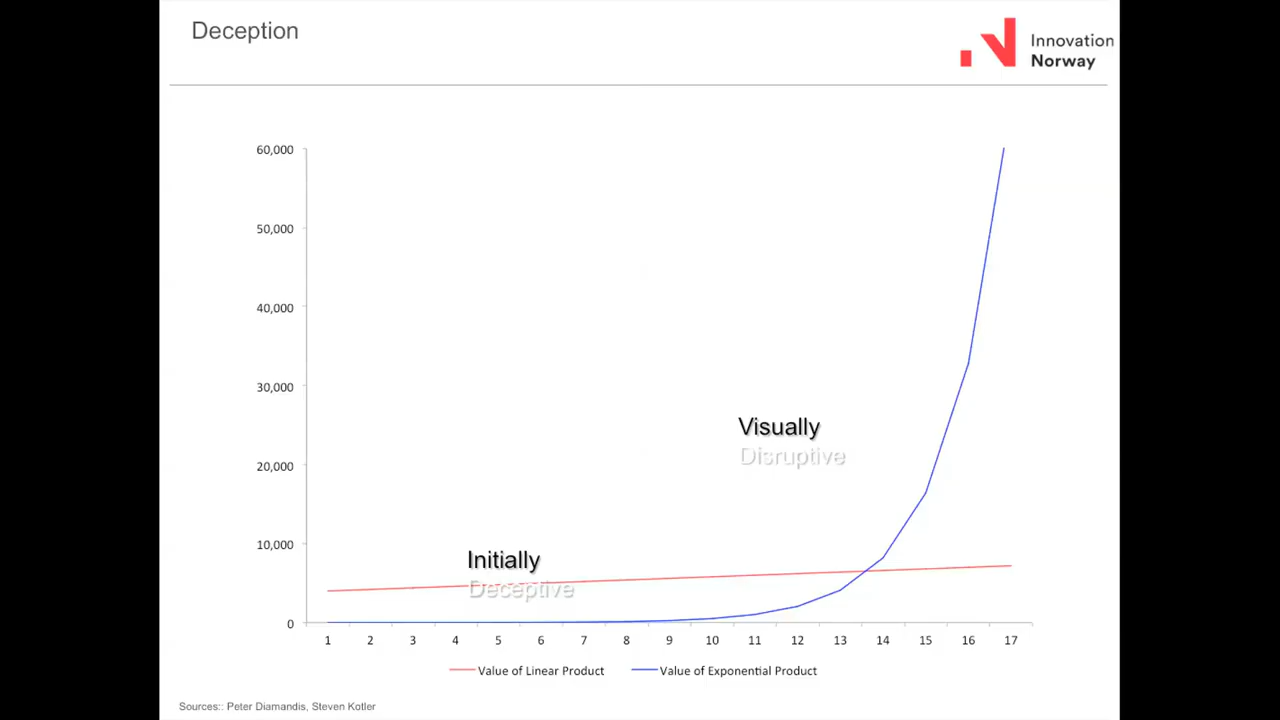 Deception
Innovation
Norway
60,000
50,000
40,000
30,000
20,000
10,000
0
Visually
Disruptive
Initially
Deceptive
1 2 3 4 5 6 7 8 9 10 11 12 13 14 15 16 17
Value of Linear Product Value of Exponential Product
Sources:: Peter Diamandis, Steven Kotler